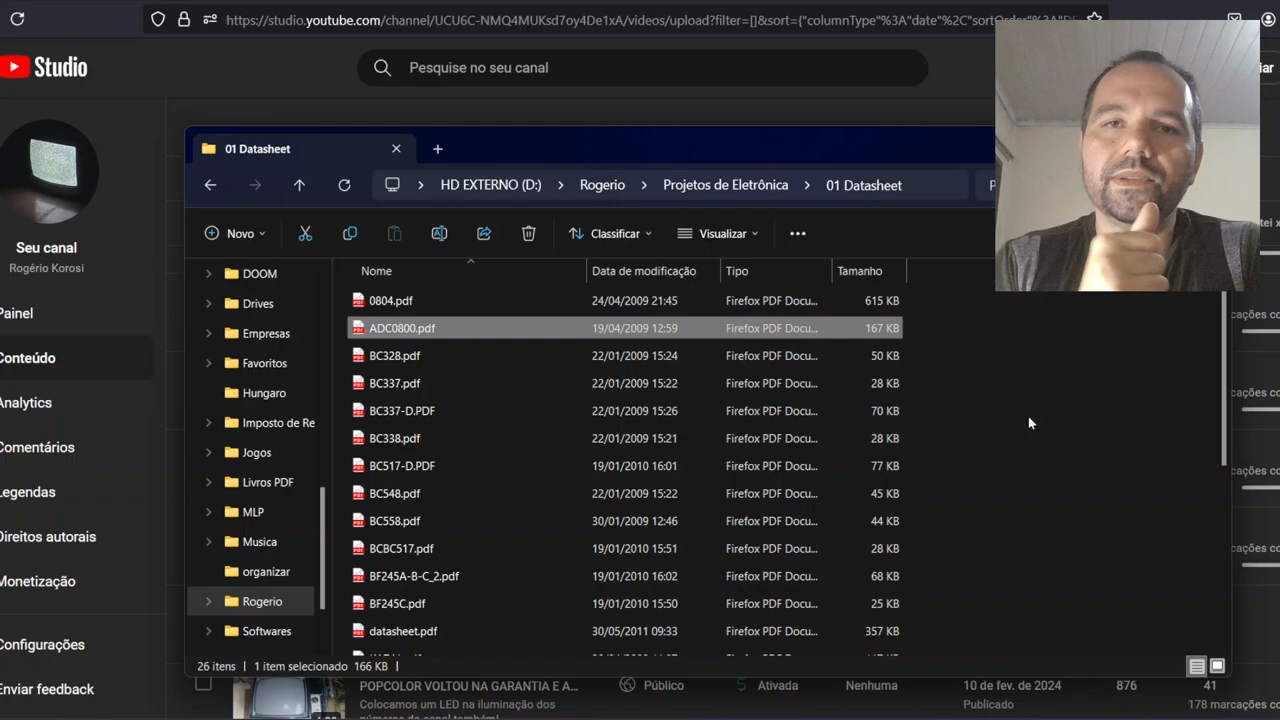 https://studio.youtube.com/channel/UCU6C-NMQ4MUKsd7oy4De1xA/videos/upload?filter=[]&sort={"columnType"%3A"date"%2C"sortOrder"%3A"D
Studio
Pesquise no seu canal
iar
01 Datasheet
HD EXTERNO (D:) > Rogerio > Projetos de Eletrônica > 01 Datasheet
P
Novo
Classificar
Visualizar
Seu canal
Rogério Korosi
Painel
Conteúdo
Analytics
Comentários
Legendas
Direitos autorais
Monetização
Configurações
Enviar feedback
DOOM
Drives
Empresas
Favoritos
Hungaro
Imposto de Re
Jogos
Livros PDF
MLP
Musica
organizar
Rogerio
Softwares
Nome Data de modificação Tipo Tamanho
0804.pdf 24/04/2009 21:45 Firefox PDF Docu... 615 KB
ADC0800.pdf 19/04/2009 12:59 Firefox PDF Docu... 167 KB
BC328.pdf 22/01/2009 15:24 Firefox PDF Docu... 50 KB
BC337.pdf 22/01/2009 15:22 Firefox PDF Docu... 28 KB
BC337-D.PDF 22/01/2009 15:26 Firefox PDF Docu... 70 KB
BC338.pdf 22/01/2009 15:21 Firefox PDF Docu... 28 KB
BC517-D.PDF 19/01/2010 16:01 Firefox PDF Docu... 77 KB
BC548.pdf 22/01/2009 15:22 Firefox PDF Docu... 45 KB
BC558.pdf 30/01/2009 12:46 Firefox PDF Docu... 44 KB
BCBC517.pdf 19/01/2010 15:51 Firefox PDF Docu... 28 KB
BF245A-B-C_2.pdf 19/01/2010 16:02 Firefox PDF Docu... 68 KB
BF245C.pdf 19/01/2010 15:50 Firefox PDF Docu... 25 KB
datasheet.pdf 30/05/2011 09:33 Firefox PDF Docu... 357 KB
26 itens 1 item selecionado 166 KB
ações c
rcações c
rcações c
cações c
POPCOLOR VOLTOU NA GARANTIA E A... Público Ativada Nenhuma 10 de fev. de 2024 876 41
Colocamos um LED na iluminação dos 178 marcações c
números do canal também!